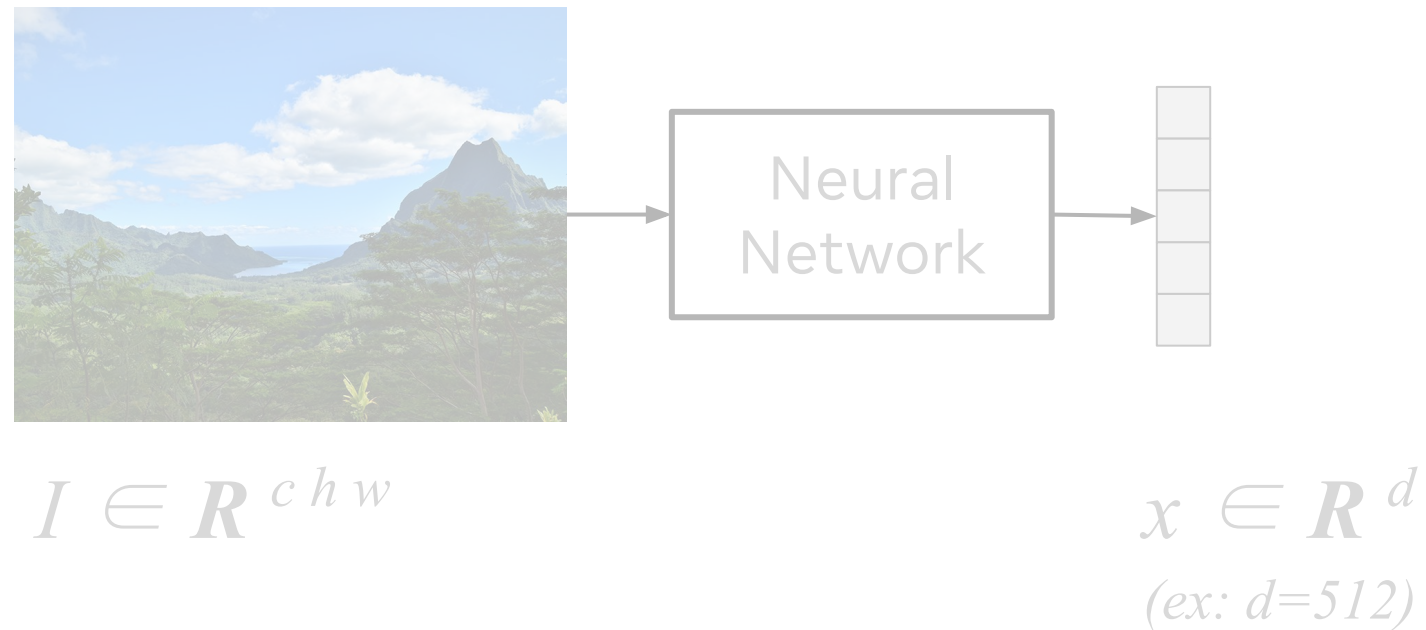 Neural
Network
I ∈ R c h w
x ∈ R d
(ex: d=512)